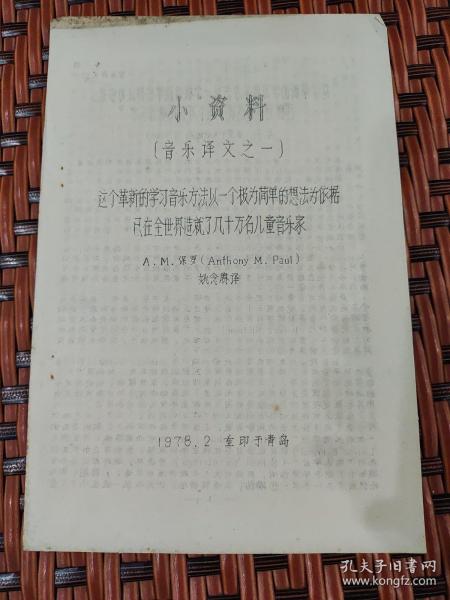 小资料
(音乐译文之一)
这个革新的学习音乐方法以一个极为简单的想法为依据
已在全世界造就了几十万名儿童音乐家
A.M.保罗(Anthony M. Paul)
姚念赓译
1978.2 重印于青岛
孔夫子旧书网
www.kongfz.com